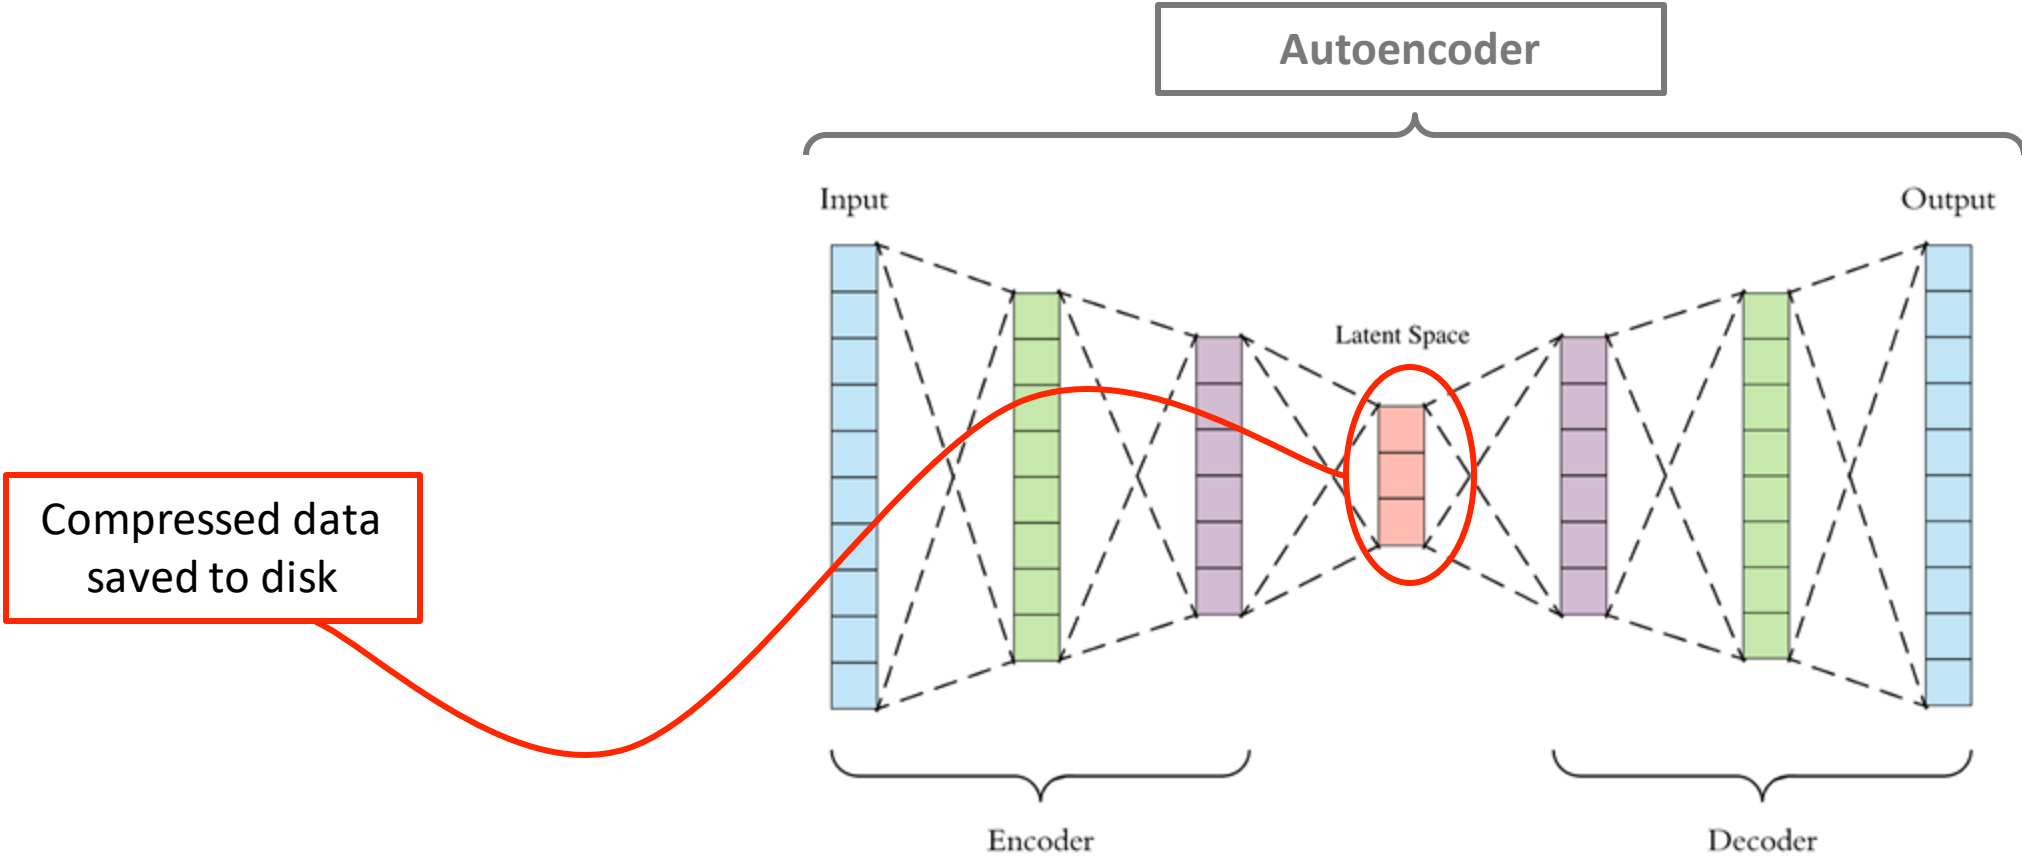 Autoencoder
Input
Output
Latent Space
Compressed data
saved to disk
Encoder
Decoder